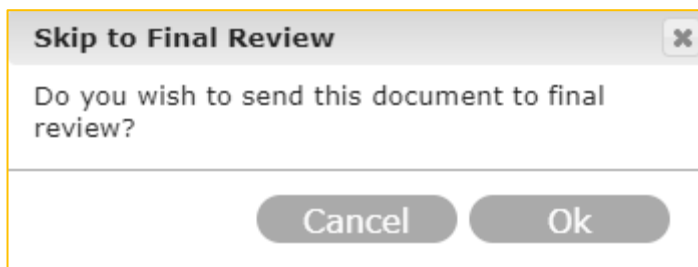 Skip to Final Review
Do you wish to send this document to final
review?
Cancel
Ok